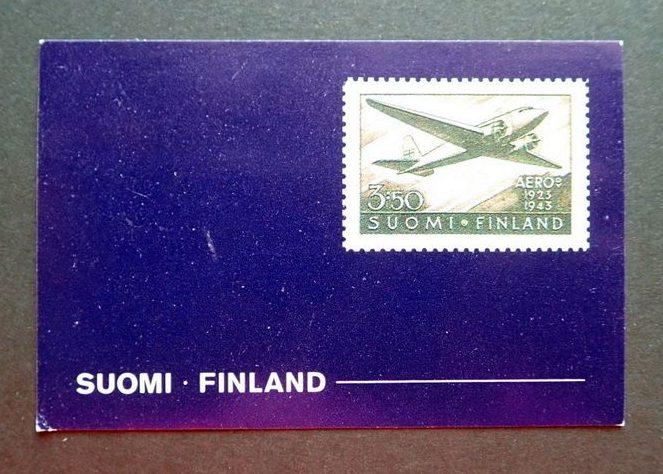 3:50
AERO o/y
1923
1943
SUOMI · FINLAND
SUOMI · FINLAND